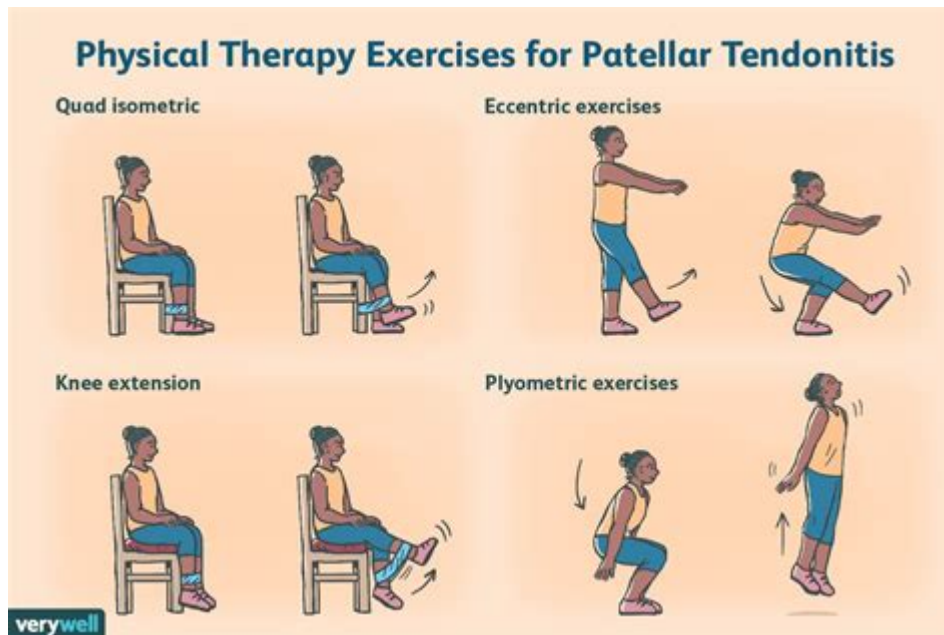 Physical Therapy Exercises for Patellar Tendonitis
Quad isometric
Eccentric exercises
Knee extension
Plyometric exercises
verywell